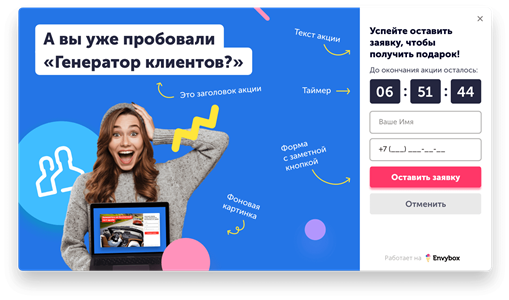 А вы уже пробовали
«Генератор клиентов?»
Это заголовок акции
Текст акции
Таймер
Форма
с заметной
кнопкой
Фоновая
картинка
Успейте оставить
заявку, чтобы
получить подарок!
До окончания акции осталось:
06 : 51 : 44
Ваше Имя
+7 (___) ___-__-__
Оставить заявку
Отменить
Работает на Envybox